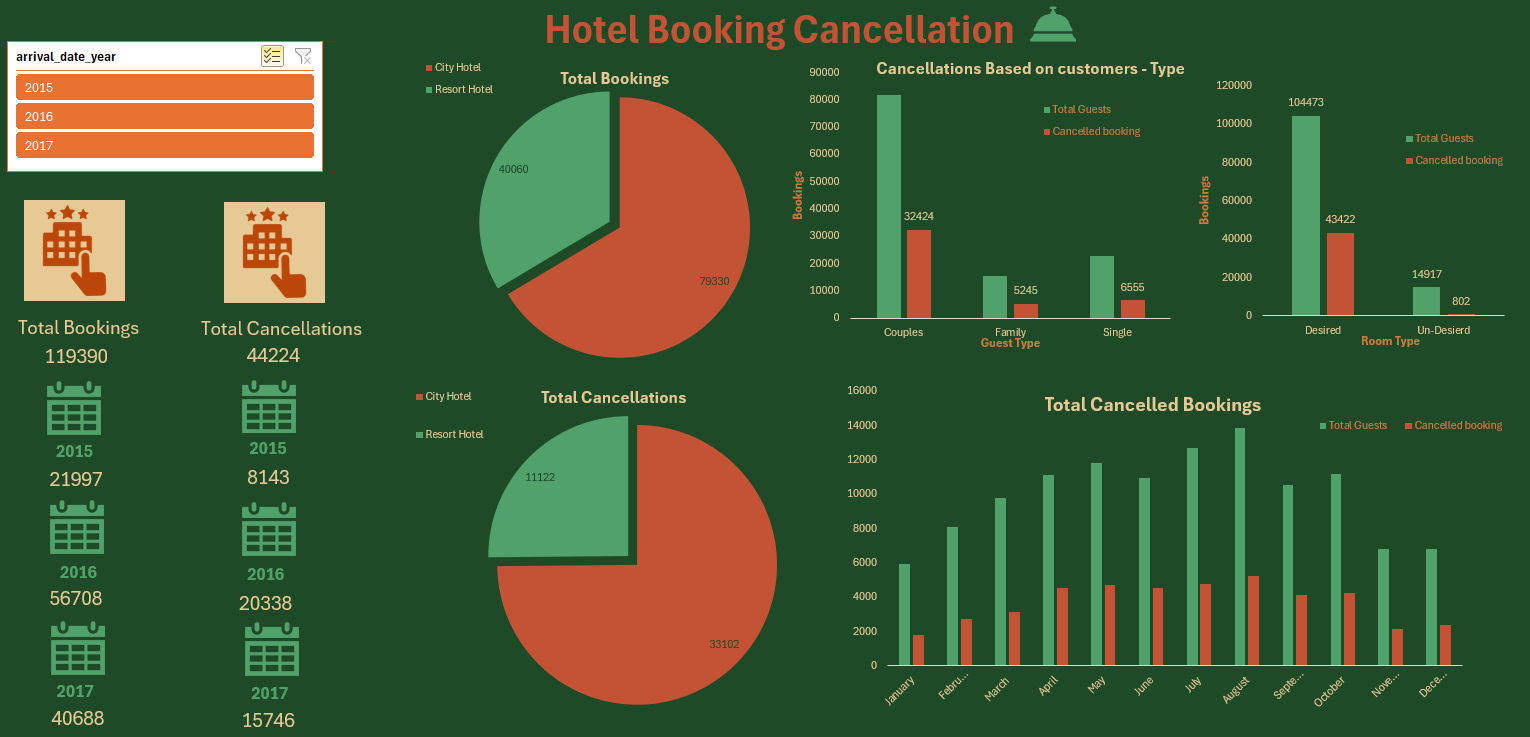 Hotel Booking Cancellation
arrival_date_year
2015
2016
2017
Total Bookings
119390
2015
21997
2016
56708
2017
40688
Total Cancellations
44224
2015
8143
2016
20338
2017
15746
City Hotel
Resort Hotel
Total Bookings
40060
79330
City Hotel
Resort Hotel
Total Cancellations
11122
33102
Cancellations Based on customers - Type
Total Guests
Cancelled booking
Bookings
90000
80000
70000
60000
50000
40000
30000
20000
10000
0
32424
5245
6555
Couples
Family
Single
Guest Type
Total Guests
Cancelled booking
Bookings
120000
100000
80000
60000
40000
20000
0
104473
43422
14917
802
Desired
Un-Desierd
Room Type
Total Cancelled Bookings
Total Guests
Cancelled booking
16000
14000
12000
10000
8000
6000
4000
2000
0
January
Febru...
March
April
May
June
July
August
Septe...
October
Nove...
Dece...